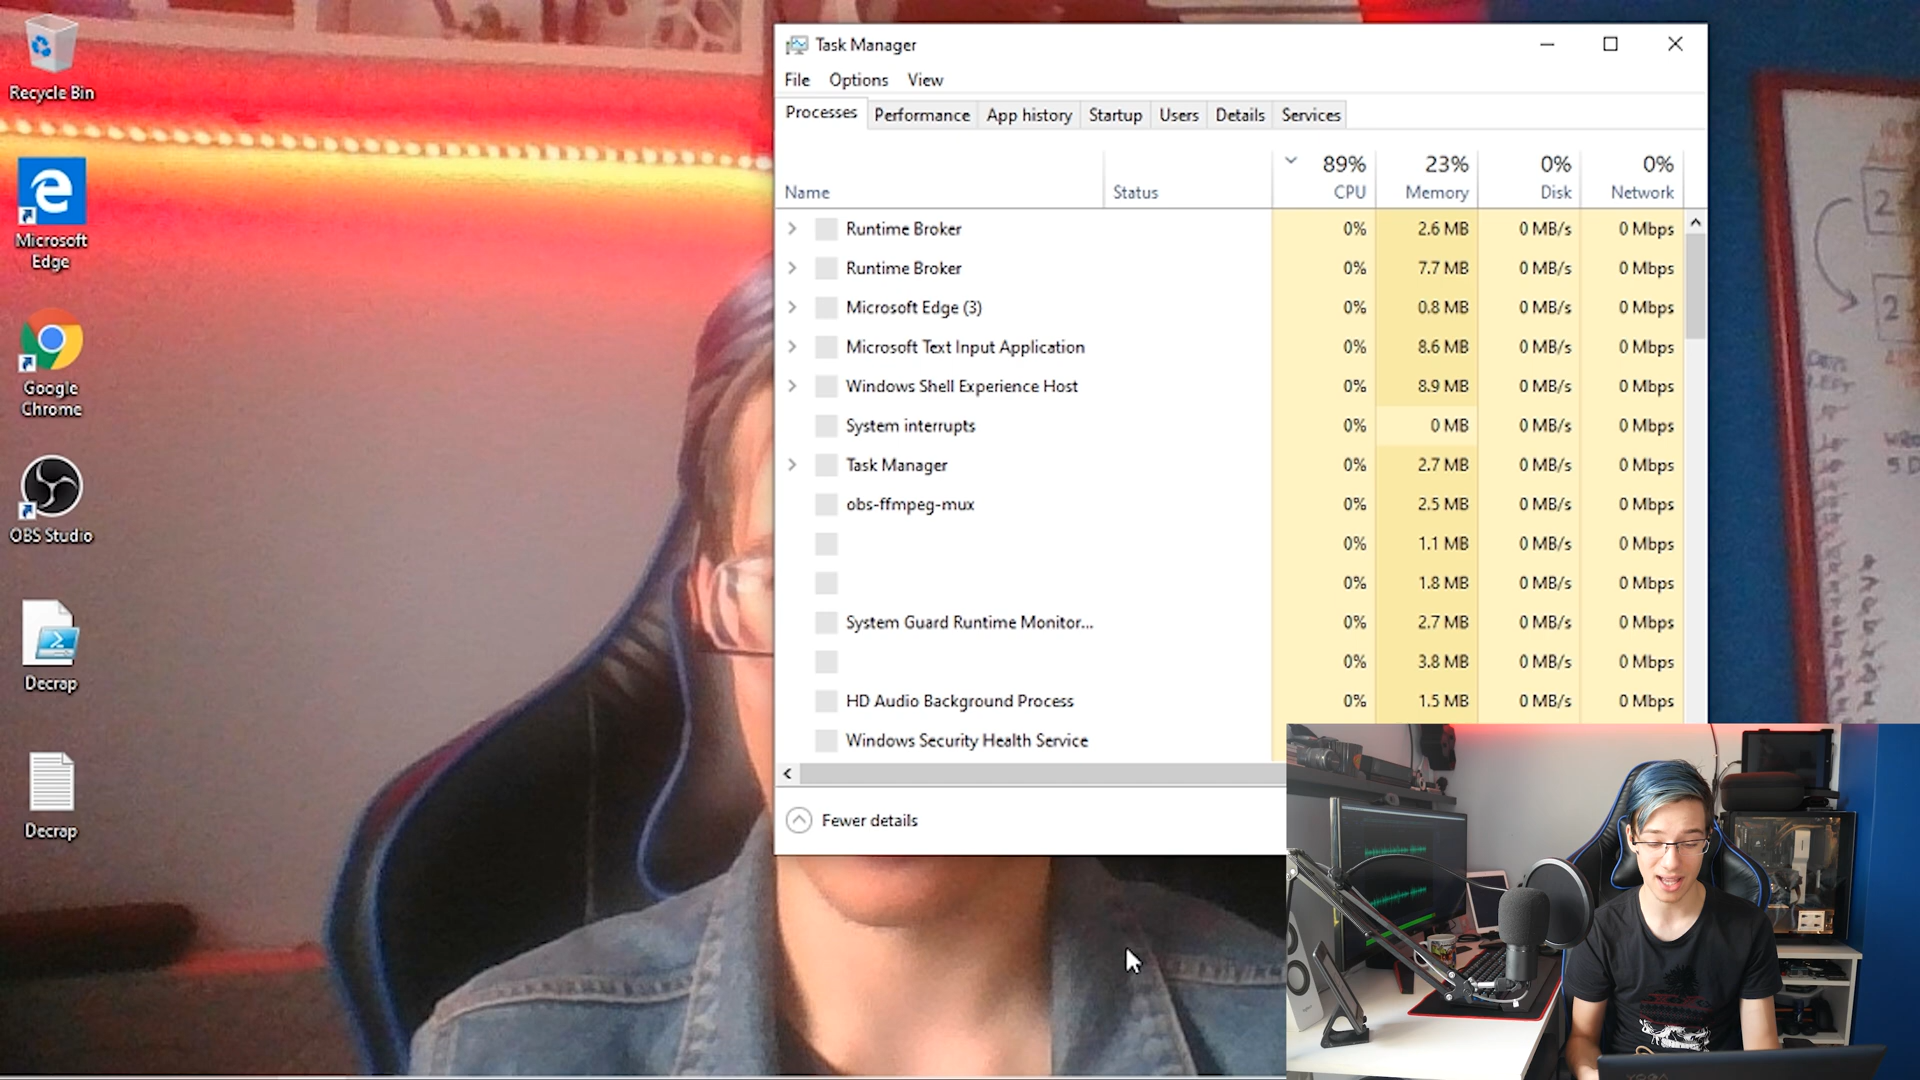 Recycle Bin
Microsoft
Edge
Google
Chrome
OBS Studio
Decrap
Decrap
Task Manager
File Options View
Processes Performance App history Startup Users Details Services
89% 23% 0% 0%
Name Status CPU Memory Disk Network
Runtime Broker 0% 2.6 MB 0 MB/s 0 Mbps
Runtime Broker 0% 7.7 MB 0 MB/s 0 Mbps
Microsoft Edge (3) 0% 0.8 MB 0 MB/s 0 Mbps
Microsoft Text Input Application 0% 8.6 MB 0 MB/s 0 Mbps
Windows Shell Experience Host 0% 8.9 MB 0 MB/s 0 Mbps
System interrupts 0% 0 MB 0 MB/s 0 Mbps
Task Manager 0% 2.7 MB 0 MB/s 0 Mbps
obs-ffmpeg-mux 0% 2.5 MB 0 MB/s 0 Mbps
0% 1.1 MB 0 MB/s 0 Mbps
0% 1.8 MB 0 MB/s 0 Mbps
System Guard Runtime Monitor... 0% 2.7 MB 0 MB/s 0 Mbps
0% 3.8 MB 0 MB/s 0 Mbps
HD Audio Background Process 0% 1.5 MB 0 MB/s 0 Mbps
Windows Security Health Service
Fewer details
2
2